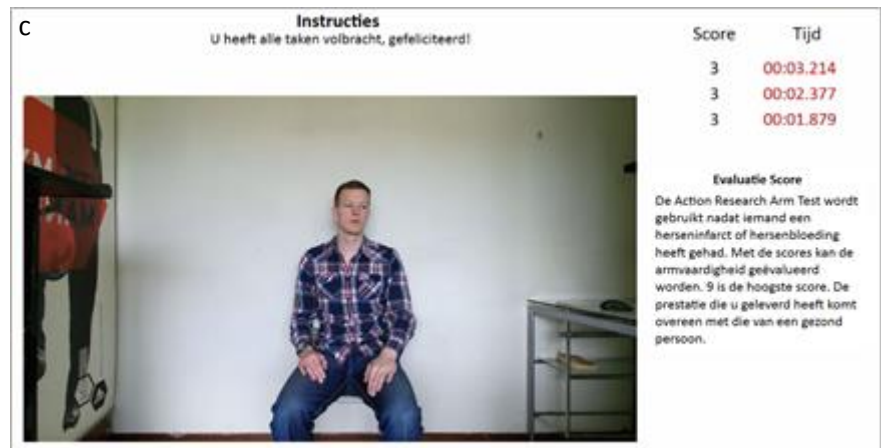 C
Instructies
U heeft alle taken volbracht, gefeliciteerd!
Score Tijd
3 00:03.214
3 00:02.377
3 00:01.879
Evaluatie Score
De Action Research Arm Test wordt
gebruikt nadat iemand een
herseninfarct of hersenbloeding
heeft gehad. Met de scores kan de
armvaardigheid geëvalueerd
worden. 9 is de hoogste score. De
prestatie die u geleverd heeft komt
overeen met die van een gezond
persoon.